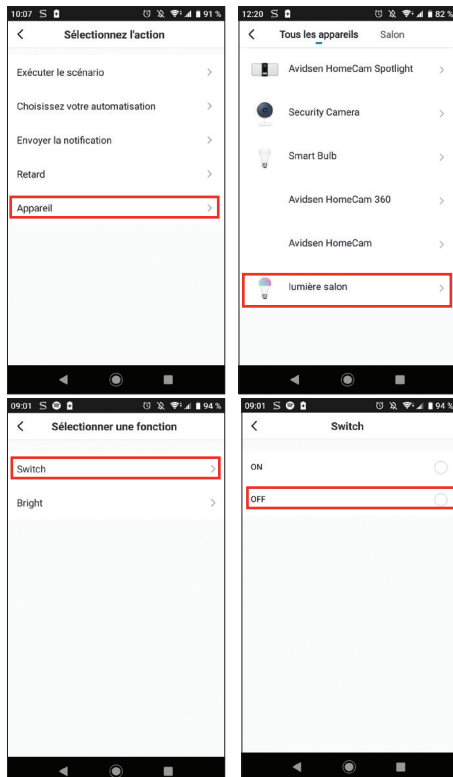 10:07 S 91 %
Sélectionnez l'action
Exécuter le scénario
Choisissez votre automatisation
Envoyer la notification
Retard
Appareil
12:20 S 82 %
Tous les appareils Salon
Avidsen HomeCam Spotlight
Security Camera
Smart Bulb
Avidsen HomeCam 360
Avidsen HomeCam
lumière salon
09:01 S 94 %
Sélectionner une fonction
Switch
Bright
09:01 S 94 %
Switch
ON
OFF